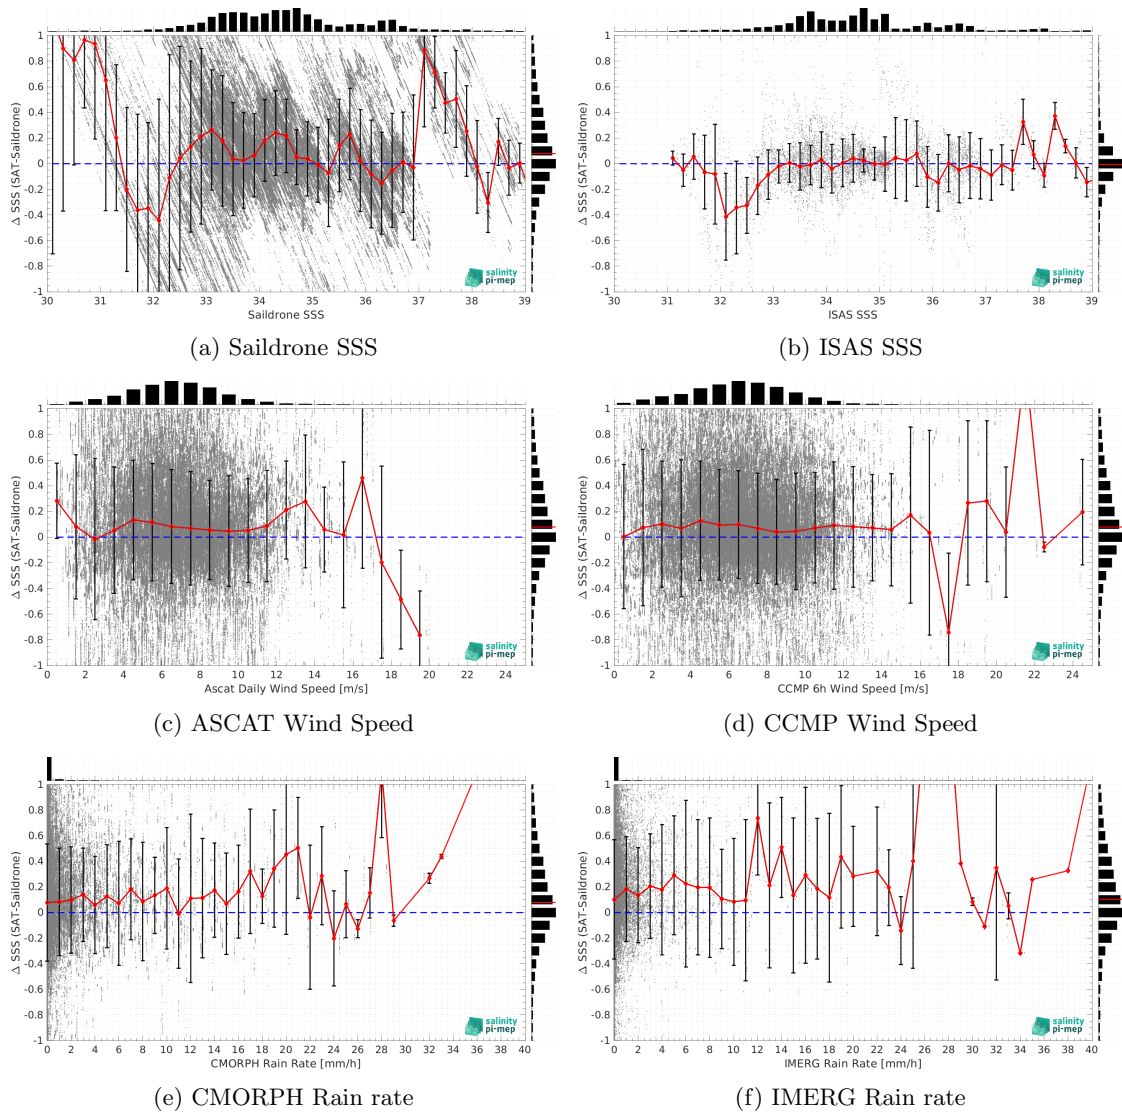 1
0.8
0.6
0.4
0.2
0
-0.2
-0.4
-0.6
-0.8
-1
Δ SSS (SAT-Saildrone)
30 31 32 33 34 35 36 37 38 39
Saildrone SSS
salinity
pi-mep
(a) Saildrone SSS
1
0.8
0.6
0.4
0.2
0
-0.2
-0.4
-0.6
-0.8
-1
Δ SSS (SAT-Saildrone)
30 31 32 33 34 35 36 37 38 39
ISAS SSS
salinity
pi-mep
(b) ISAS SSS
1
0.8
0.6
0.4
0.2
0
-0.2
-0.4
-0.6
-0.8
-1
Δ SSS (SAT-Saildrone)
0 2 4 6 8 10 12 14 16 18 20 22 24
Ascat Daily Wind Speed [m/s]
salinity
pi-mep
(c) ASCAT Wind Speed
1
0.8
0.6
0.4
0.2
0
-0.2
-0.4
-0.6
-0.8
-1
Δ SSS (SAT-Saildrone)
0 2 4 6 8 10 12 14 16 18 20 22 24
CCMP 6h Wind Speed [m/s]
salinity
pi-mep
(d) CCMP Wind Speed
1
0.8
0.6
0.4
0.2
0
-0.2
-0.4
-0.6
-0.8
-1
Δ SSS (SAT-Saildrone)
0 2 4 6 8 10 12 14 16 18 20 22 24 26 28 30 32 34 36 38 40
CMORPH Rain Rate [mm/h]
salinity
pi-mep
(e) CMORPH Rain rate
1
0.8
0.6
0.4
0.2
0
-0.2
-0.4
-0.6
-0.8
-1
Δ SSS (SAT-Saildrone)
0 2 4 6 8 10 12 14 16 18 20 22 24 26 28 30 32 34 36 38 40
IMERG Rain Rate [mm/h]
salinity
pi-mep
(f) IMERG Rain rate